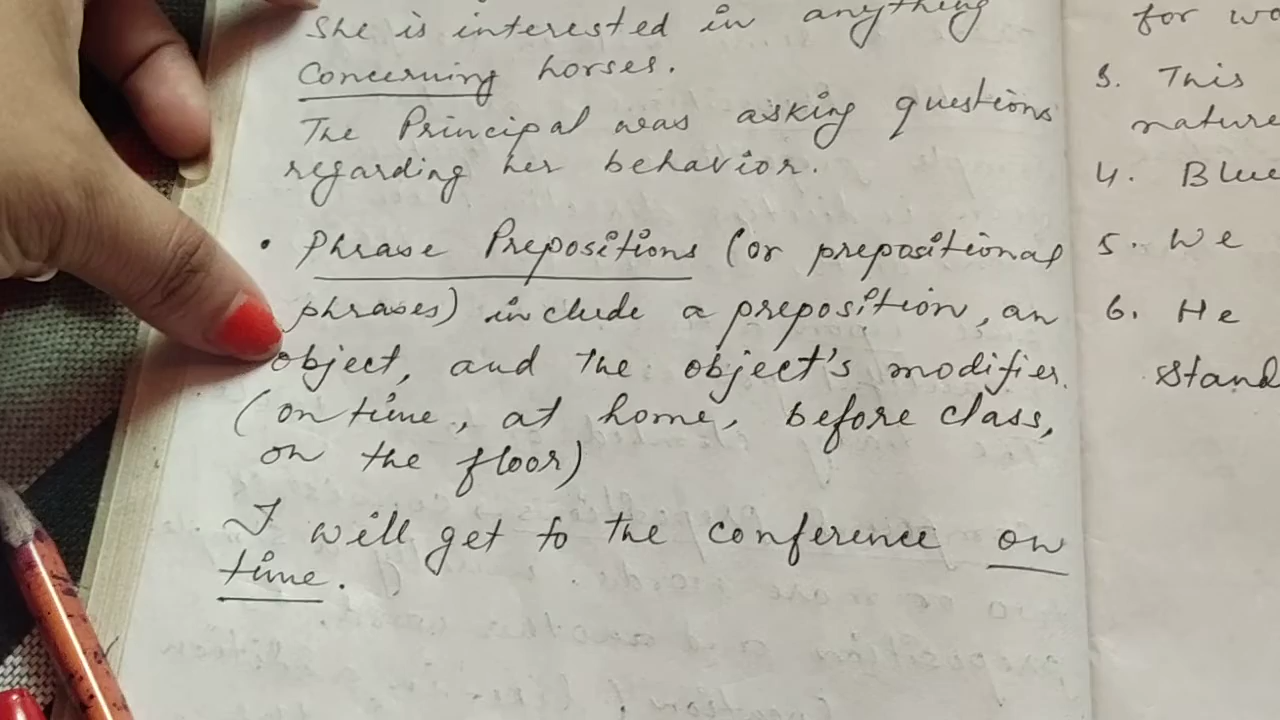 She is interested in anything
Concerning horses.
The Principal was asking questions
regarding her behavior.
• Phrase Prepositions (or prepositional
phrases) include a preposition, an
object, and the object's modifier.
(on time, at home, before class,
on the floor)
I will get to the conference on
time.
for
3. This
nature
4. Blue
5. We
6. He
stand